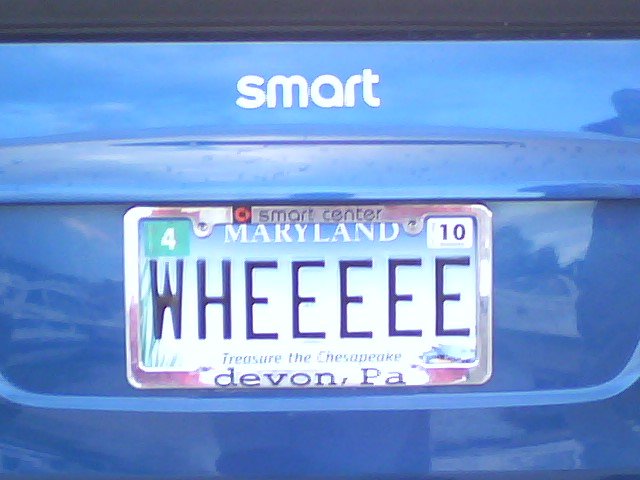 smart
smart center
4 MARYLAND 10
WHEEEEE
Treasure the Chesapeake
devon, Pa